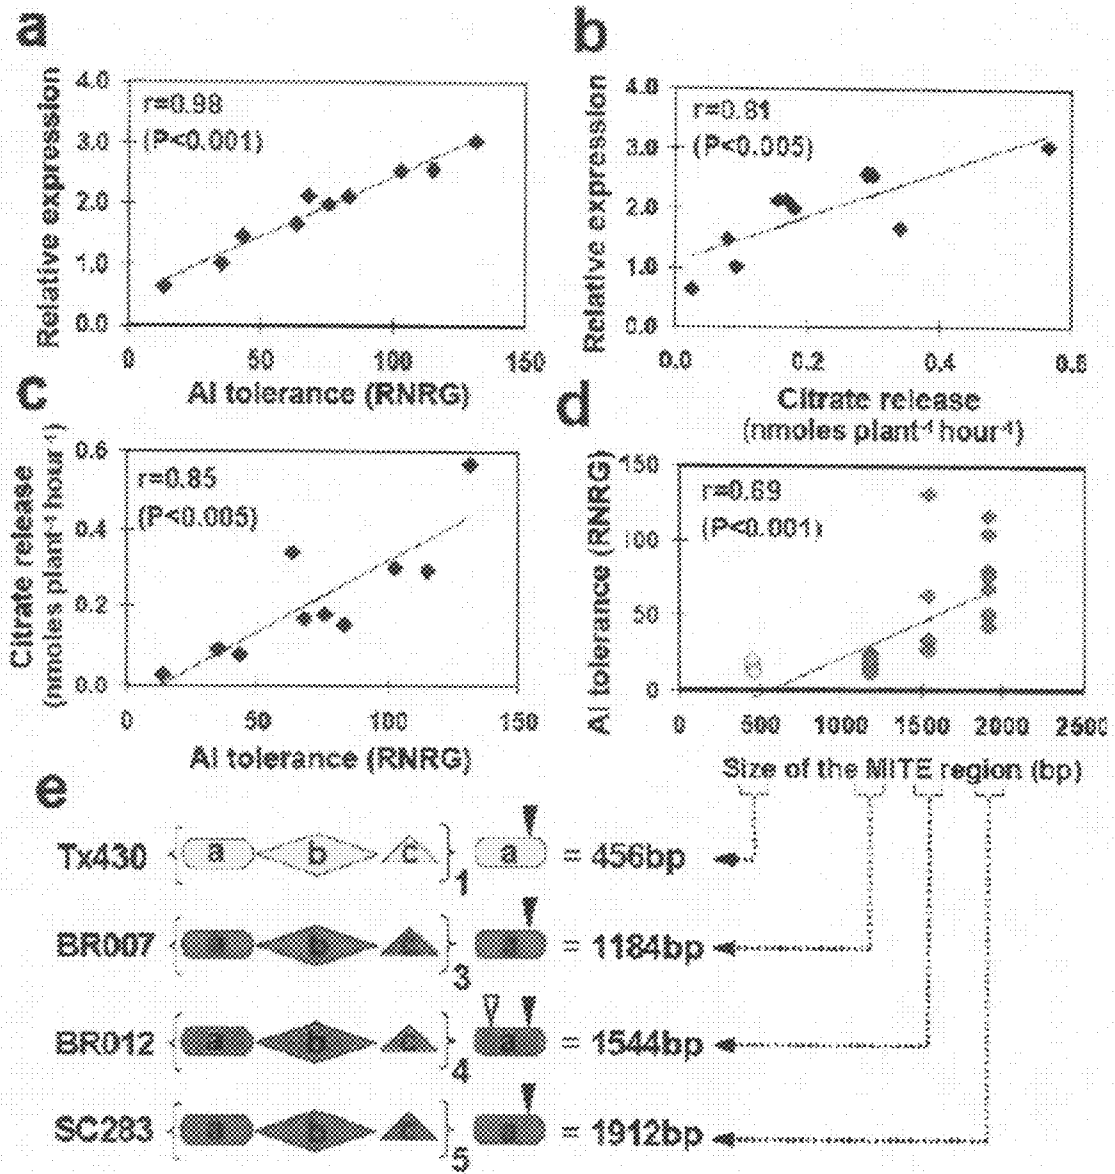 a
Relative expression
4.0
3.0
2.0
1.0
0.0
r=0.98
(P<0.001)
0 50 100 150
Al tolerance (RNRG)
b
Relative expression
4.0
3.0
2.0
1.0
0.0
r=0.81
(P<0.005)
0.0 0.2 0.4 0.6
Citrate release
(nmoles plant⁻¹ hour⁻¹)
c
Citrate release
(nmoles plant⁻¹ hour⁻¹)
0.6
0.4
0.2
0.0
r=0.85
(P<0.005)
0 50 100 150
Al tolerance (RNRG)
d
Al tolerance (RNRG)
150
100
50
0
r=0.69
(P<0.001)
0 500 1000 1500 2000 2500
Size of the MITE region (bp)
e
Tx430 { a b c } 1 a = 456bp
BR007 { a b c } 3 a = 1184bp
BR012 { a b c } 4 a = 1544bp
SC283 { a b c } 5 a = 1912bp